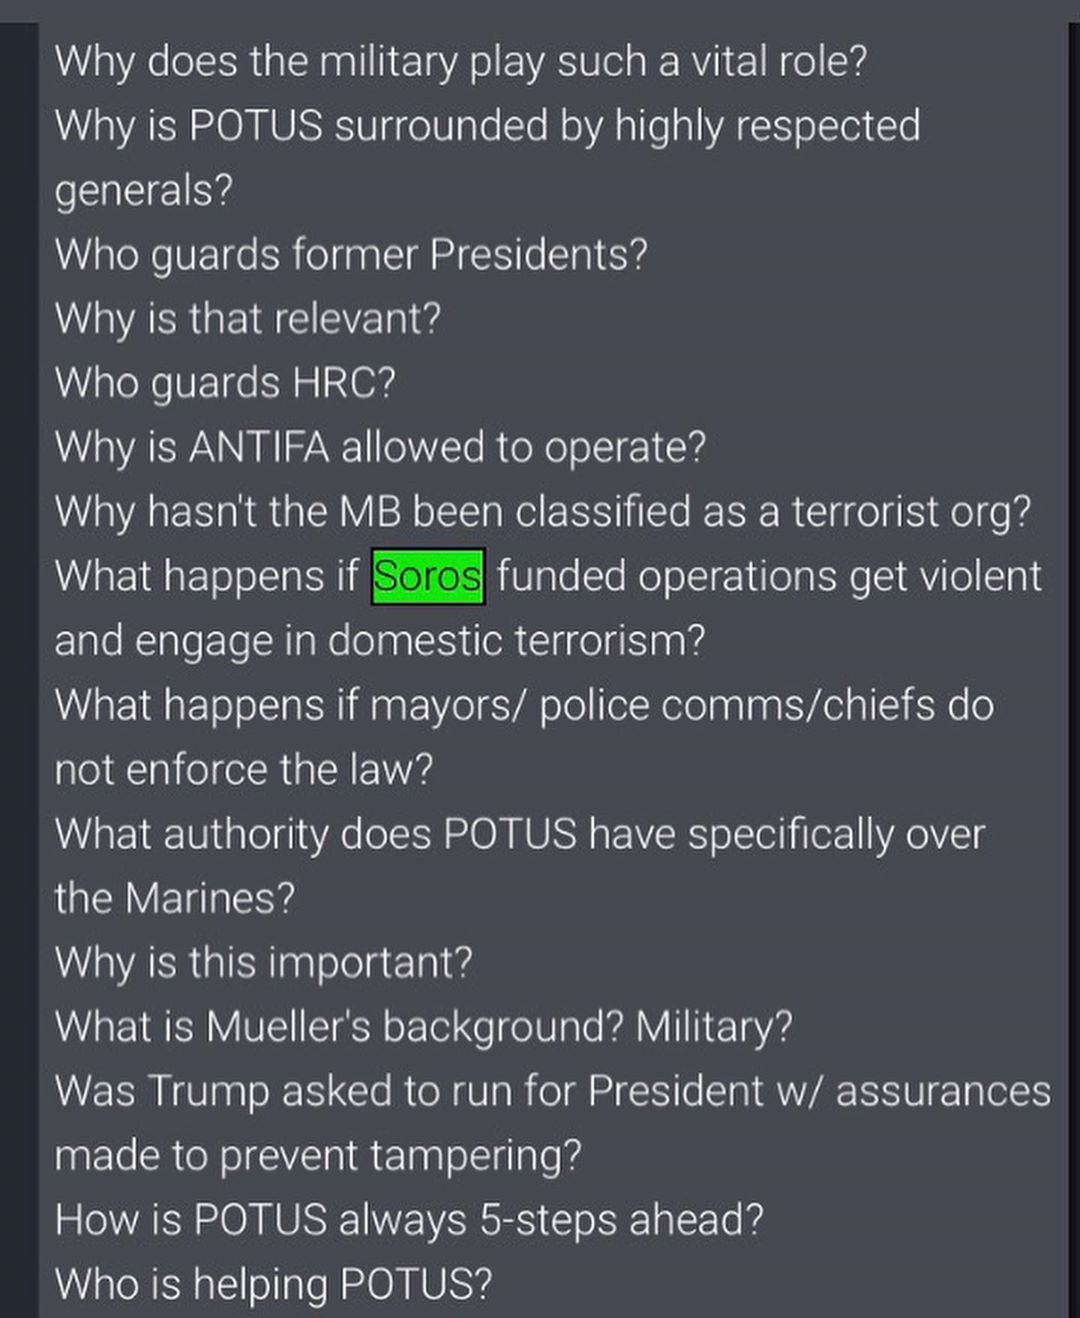 Why does the military play such a vital role?
Why is POTUS surrounded by highly respected
generals?
Who guards former Presidents?
Why is that relevant?
Who guards HRC?
Why is ANTIFA allowed to operate?
Why hasn't the MB been classified as a terrorist org?
What happens if Soros funded operations get violent
and engage in domestic terrorism?
What happens if mayors/ police comms/chiefs do
not enforce the law?
What authority does POTUS have specifically over
the Marines?
Why is this important?
What is Mueller's background? Military?
Was Trump asked to run for President w/ assurances
made to prevent tampering?
How is POTUS always 5-steps ahead?
Who is helping POTUS?